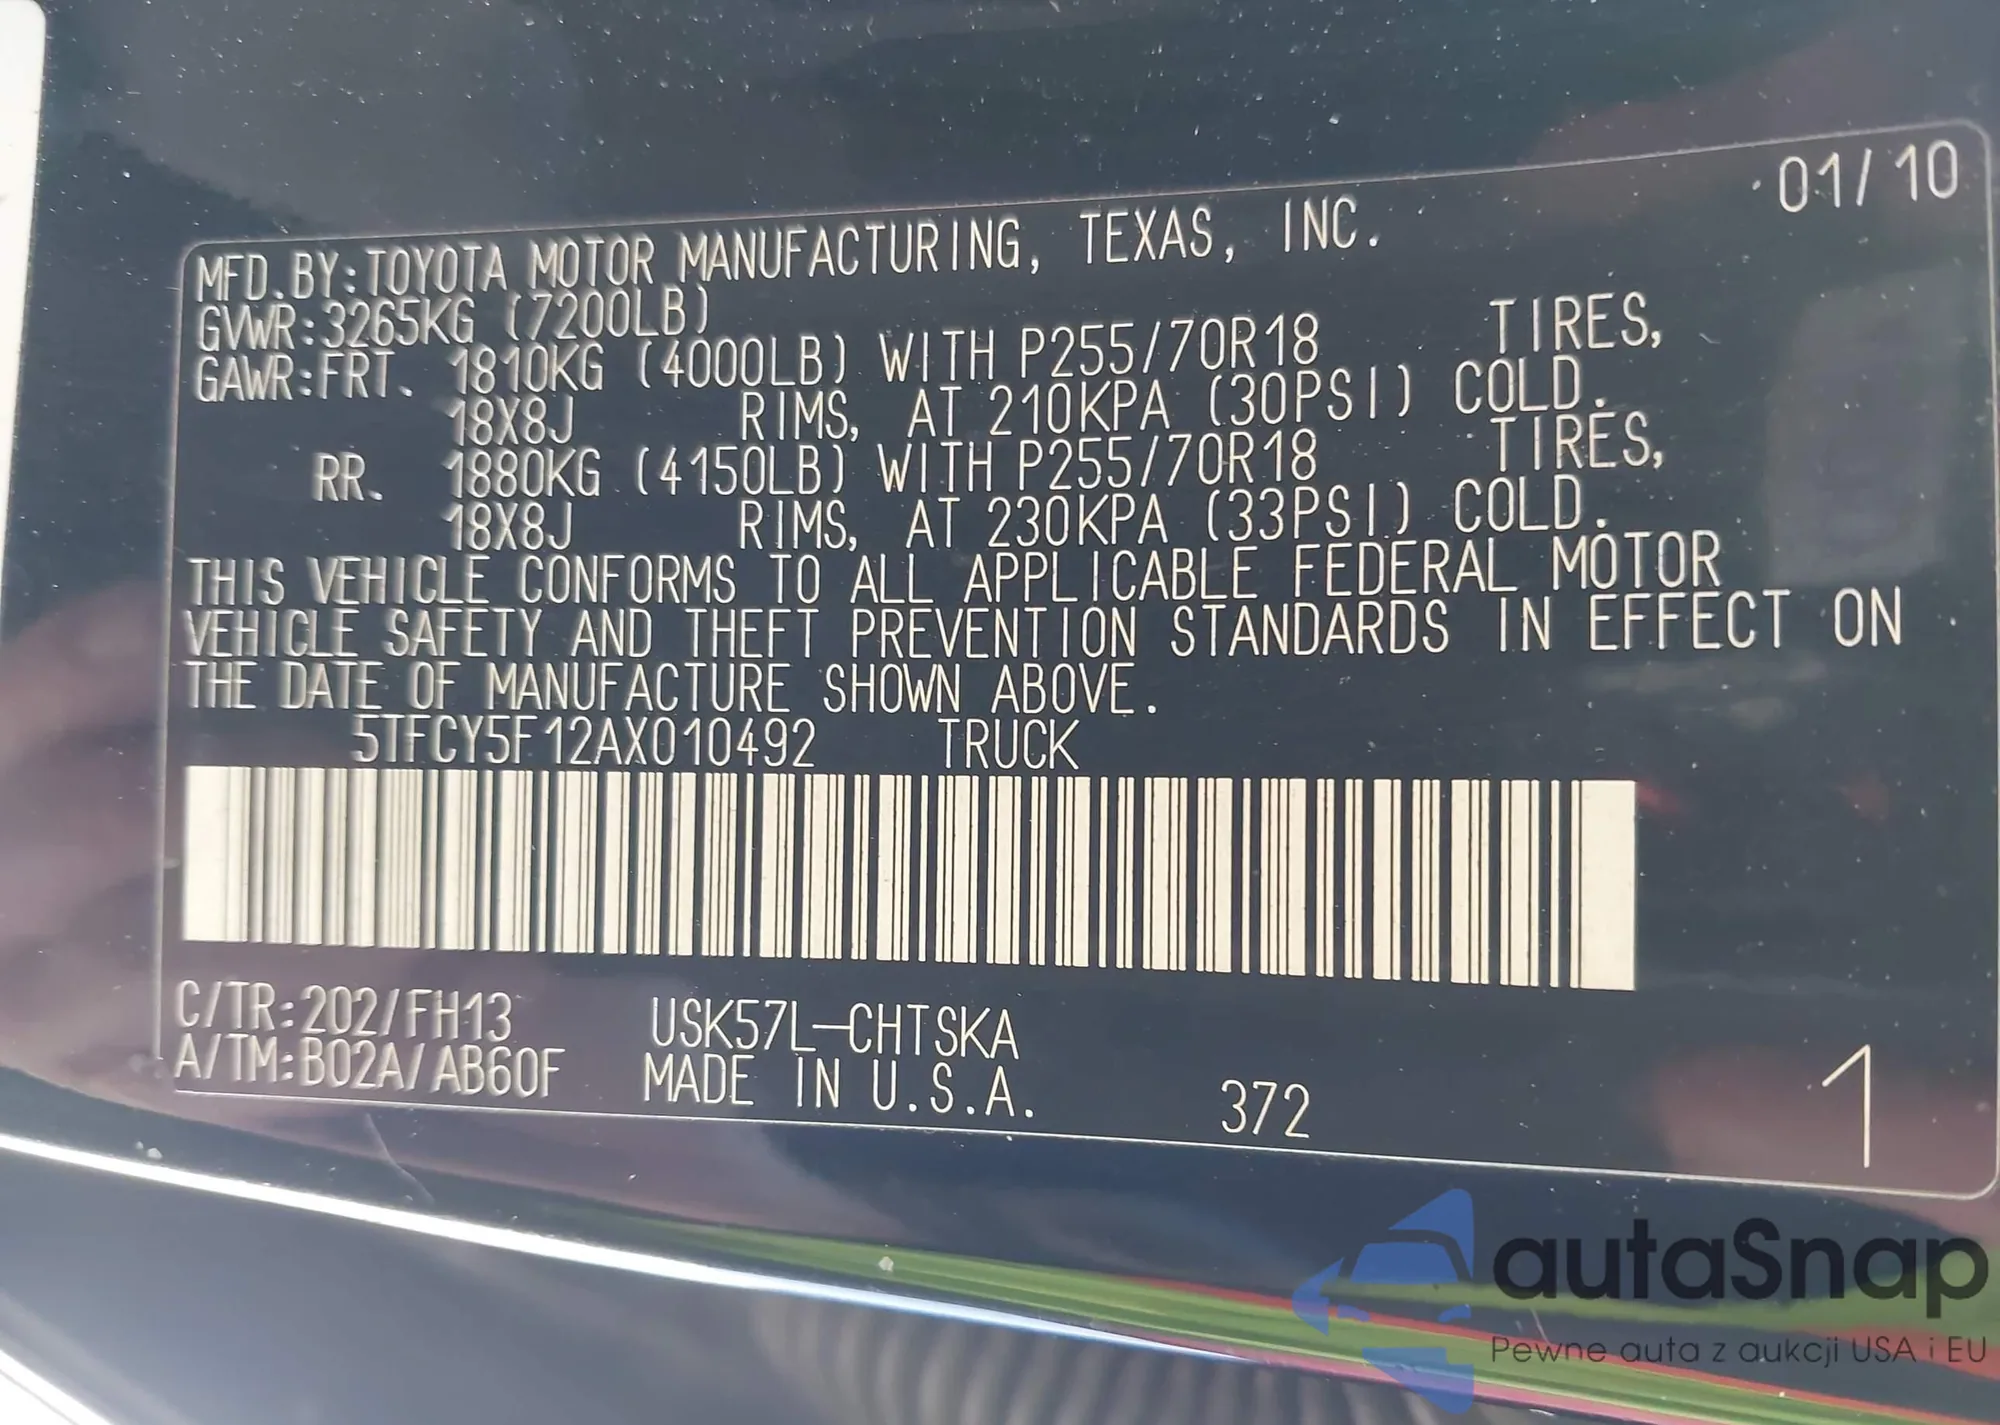 01/10
MFD.BY:TOYOTA MOTOR MANUFACTURING, TEXAS, INC.
GVWR:3265KG (7200LB)
GAWR:FRT. 1810KG (4000LB) WITH P255/70R18 TIRES,
18X8J RIMS, AT 210KPA (30PSI) COLD.
RR. 1880KG (4150LB) WITH P255/70R18 TIRES,
18X8J RIMS, AT 230KPA (33PSI) COLD.
THIS VEHICLE CONFORMS TO ALL APPLICABLE FEDERAL MOTOR
VEHICLE SAFETY AND THEFT PREVENTION STANDARDS IN EFFECT ON
THE DATE OF MANUFACTURE SHOWN ABOVE.
5TFCY5F12AX010492 TRUCK
C/TR:202/FH13 USK57L-CHTSKA
A/TM:B02A/AB60F MADE IN U.S.A. 372 1
autaSnap
Pewne auta z aukcji USA i EU